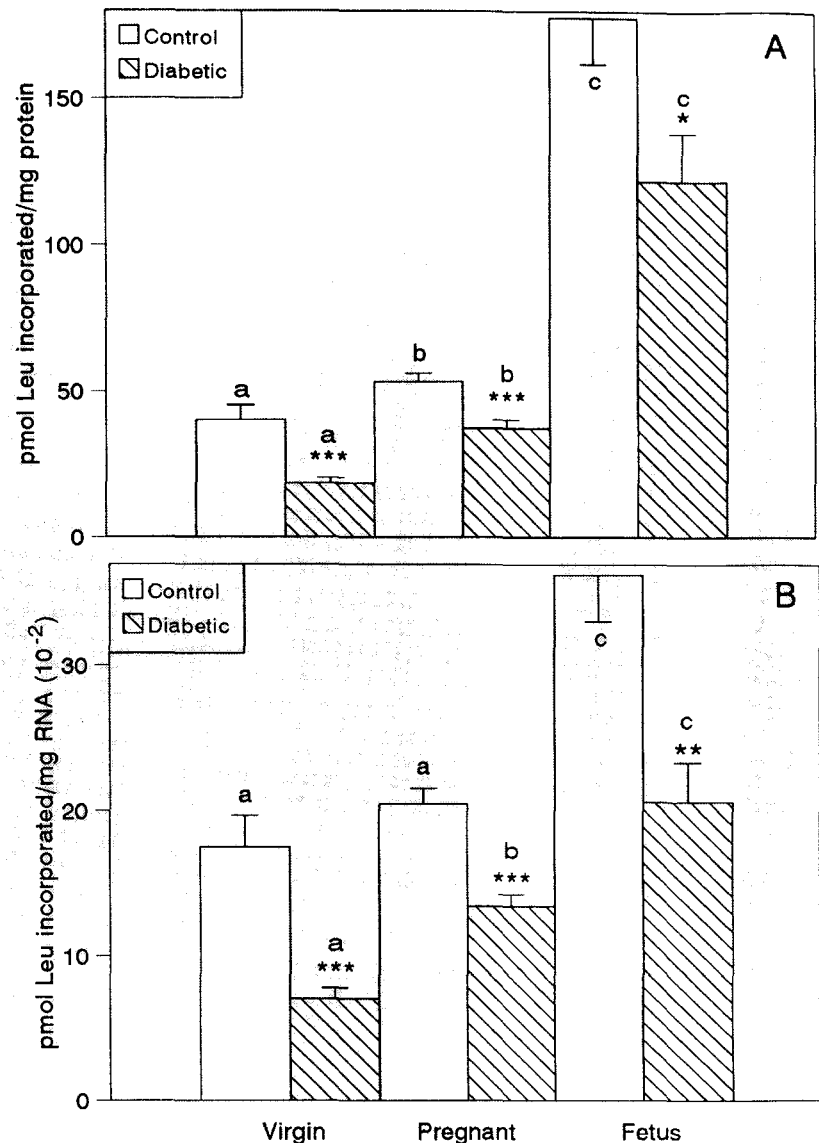 Control
Diabetic
A
pmol Leu incorporated/mg protein
150
100
50
0
a
a
***
b
b
***
c
c
*
Control
Diabetic
B
pmol Leu incorporated/mg RNA (10⁻²)
30
20
10
0
a
a
***
a
b
***
c
c
**
Virgin
Pregnant
Fetus